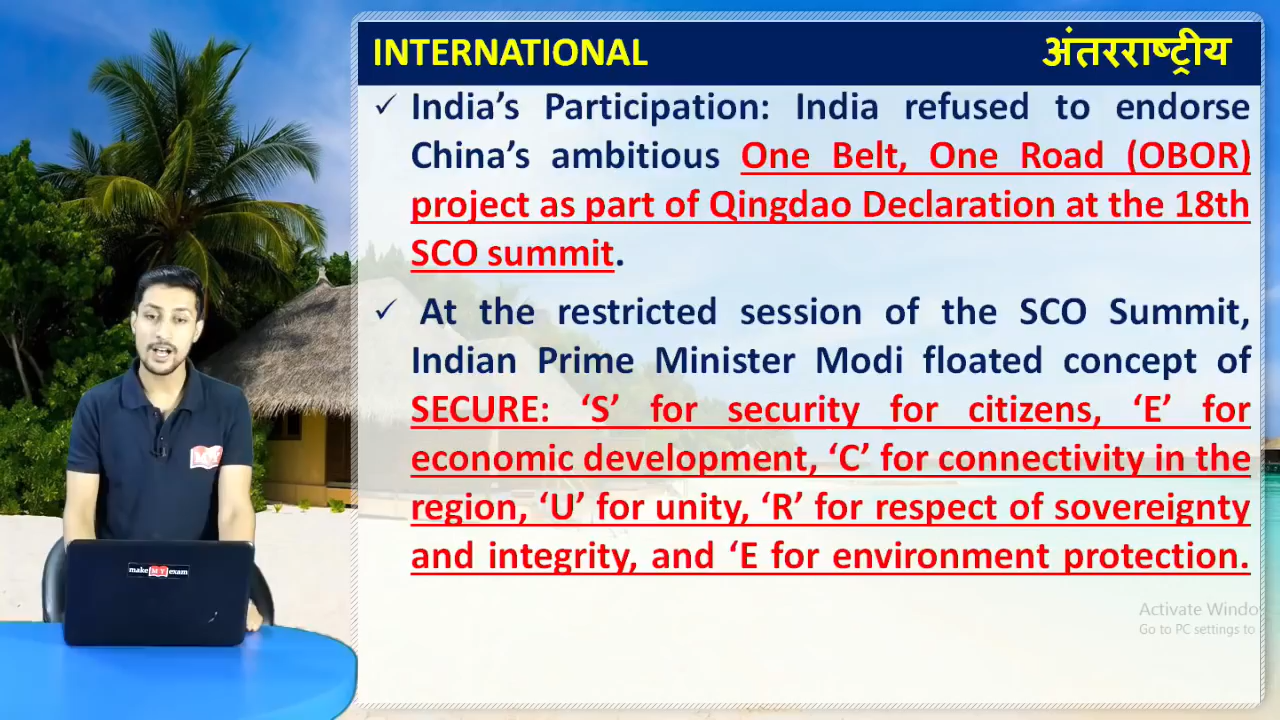 INTERNATIONAL अंतरराष्ट्रीय
✓ India's Participation: India refused to endorse
China's ambitious One Belt, One Road (OBOR)
project as part of Qingdao Declaration at the 18th
SCO summit.
✓ At the restricted session of the SCO Summit,
Indian Prime Minister Modi floated concept of
SECURE: ‘S’ for security for citizens, ‘E’ for
economic development, ‘C’ for connectivity in the
region, ‘U’ for unity, ‘R’ for respect of sovereignty
and integrity, and ‘E for environment protection.
make MY exam
Activate Windo
Go to PC settings to